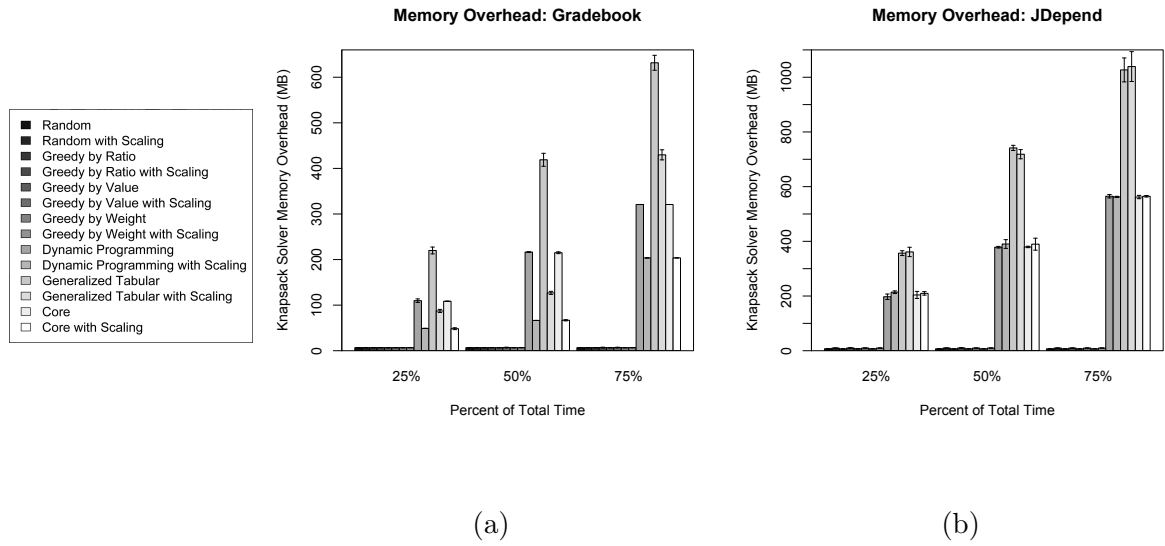 Memory Overhead: Gradebook
Memory Overhead: JDepend
Random
Random with Scaling
Greedy by Ratio
Greedy by Ratio with Scaling
Greedy by Value
Greedy by Value with Scaling
Greedy by Weight
Greedy by Weight with Scaling
Dynamic Programming
Dynamic Programming with Scaling
Generalized Tabular
Generalized Tabular with Scaling
Core
Core with Scaling
Knapsack Solver Memory Overhead (MB)
600
500
400
300
200
100
0
25% 50% 75%
Percent of Total Time
Knapsack Solver Memory Overhead (MB)
1000
800
600
400
200
0
25% 50% 75%
Percent of Total Time
(a)
(b)